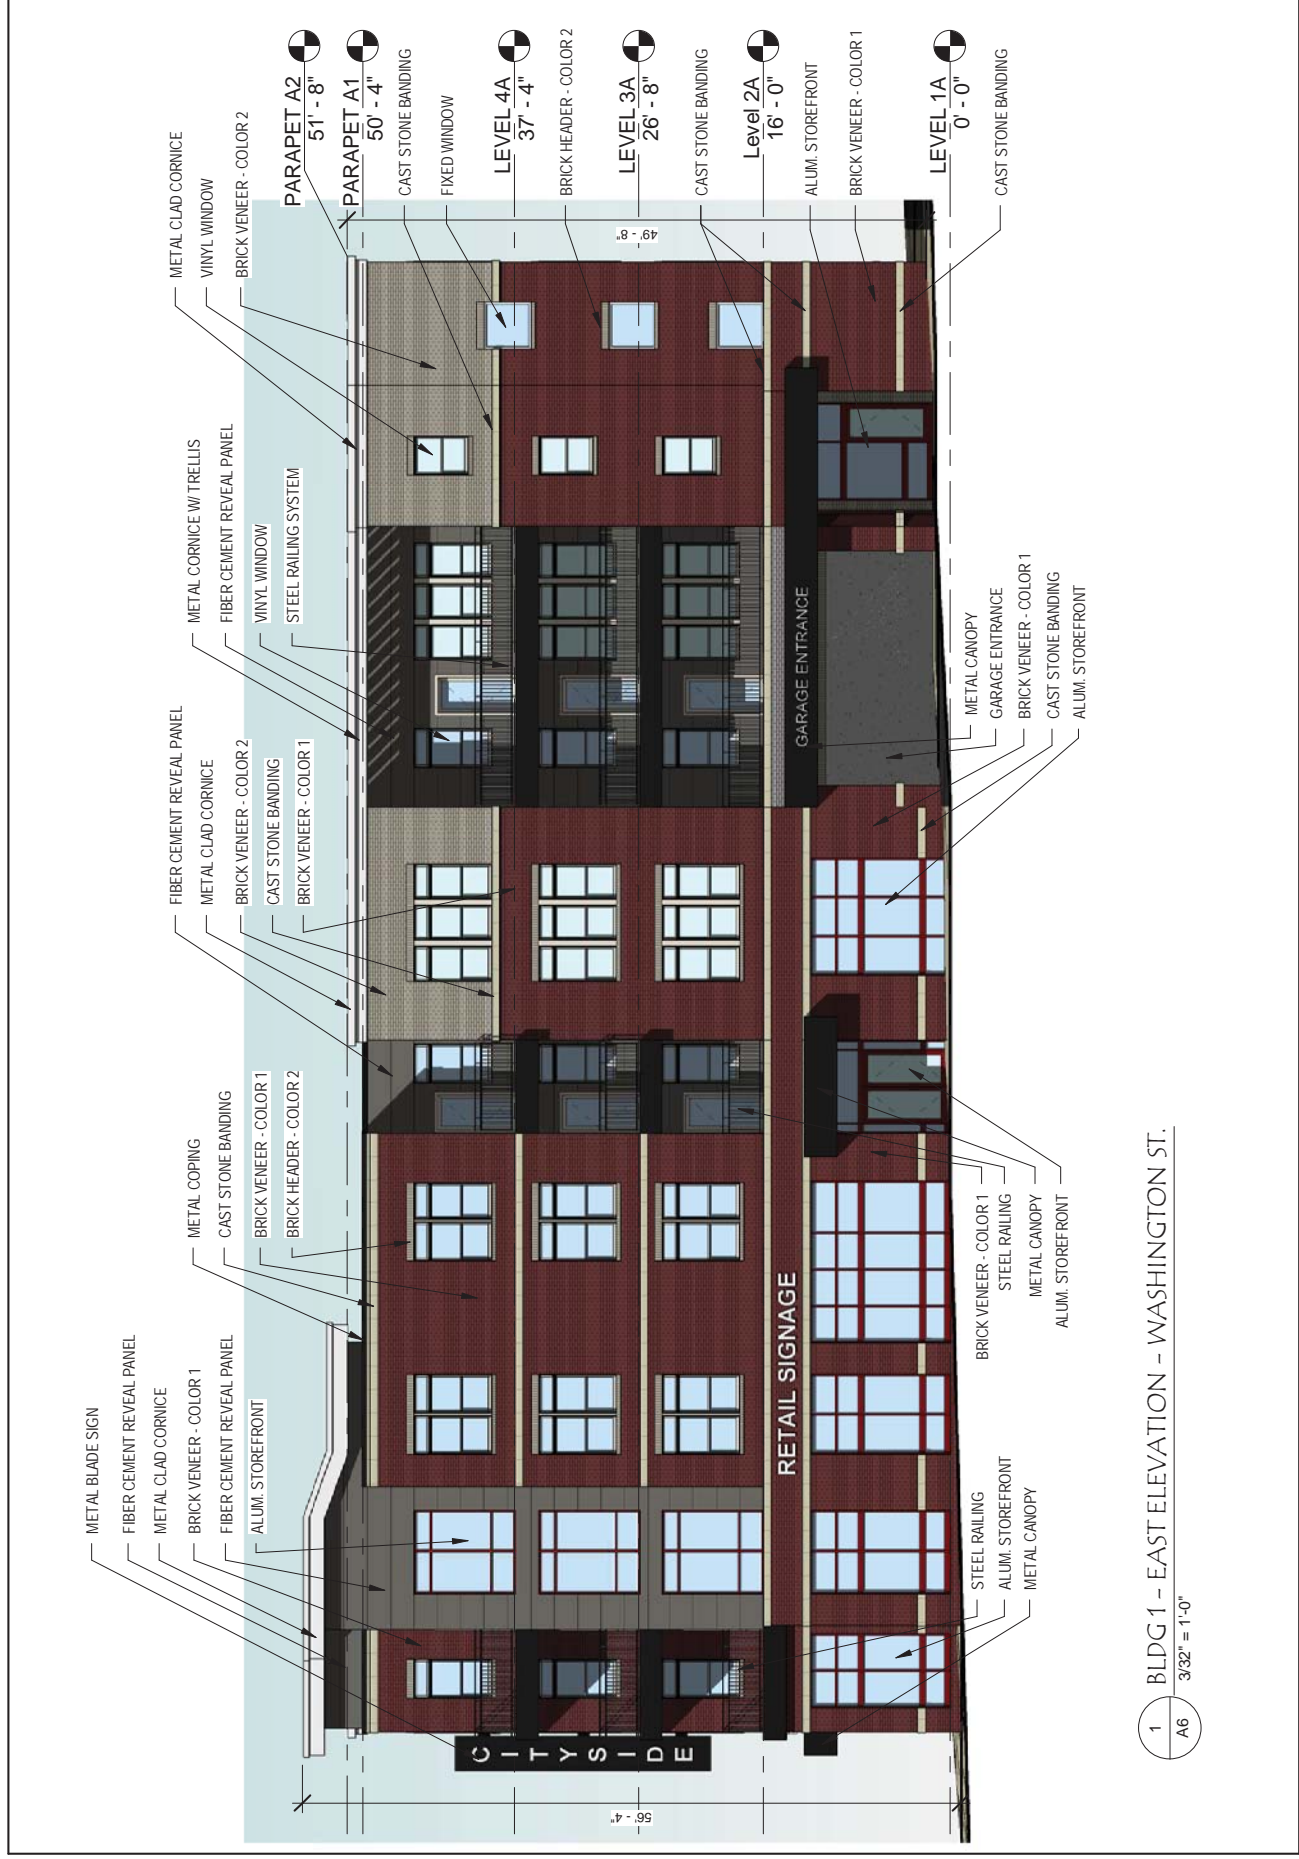 METAL BLADE SIGN
FIBER CEMENT REVEAL PANEL
METAL CLAD CORNICE
BRICK VENEER - COLOR 1
FIBER CEMENT REVEAL PANEL
ALUM. STOREFRONT
METAL COPING
CAST STONE BANDING
BRICK VENEER - COLOR 1
BRICK HEADER - COLOR 2
FIBER CEMENT REVEAL PANEL
METAL CLAD CORNICE
BRICK VENEER - COLOR 2
CAST STONE BANDING
BRICK VENEER - COLOR 1
METAL CORNICE W/ TRELLIS
FIBER CEMENT REVEAL PANEL
VINYL WINDOW
STEEL RAILING SYSTEM
METAL CLAD CORNICE
VINYL WINDOW
BRICK VENEER - COLOR 2
PARAPET A2
51' - 8"
PARAPET A1
50' - 4"
CAST STONE BANDING
FIXED WINDOW
LEVEL 4A
37' - 4"
BRICK HEADER - COLOR 2
LEVEL 3A
26' - 8"
CAST STONE BANDING
Level 2A
16' - 0"
ALUM. STOREFRONT
BRICK VENEER - COLOR 1
LEVEL 1A
0' - 0"
CAST STONE BANDING
56' - 4"
49' - 8"
CITYSIDE
RETAIL SIGNAGE
GARAGE ENTRANCE
STEEL RAILING
ALUM. STOREFRONT
METAL CANOPY
BRICK VENEER - COLOR 1
STEEL RAILING
METAL CANOPY
ALUM. STOREFRONT
METAL CANOPY
GARAGE ENTRANCE
BRICK VENEER - COLOR 1
CAST STONE BANDING
ALUM. STOREFRONT
1
A6
BLDG 1 - EAST ELEVATION - WASHINGTON ST.
3/32" = 1'-0"